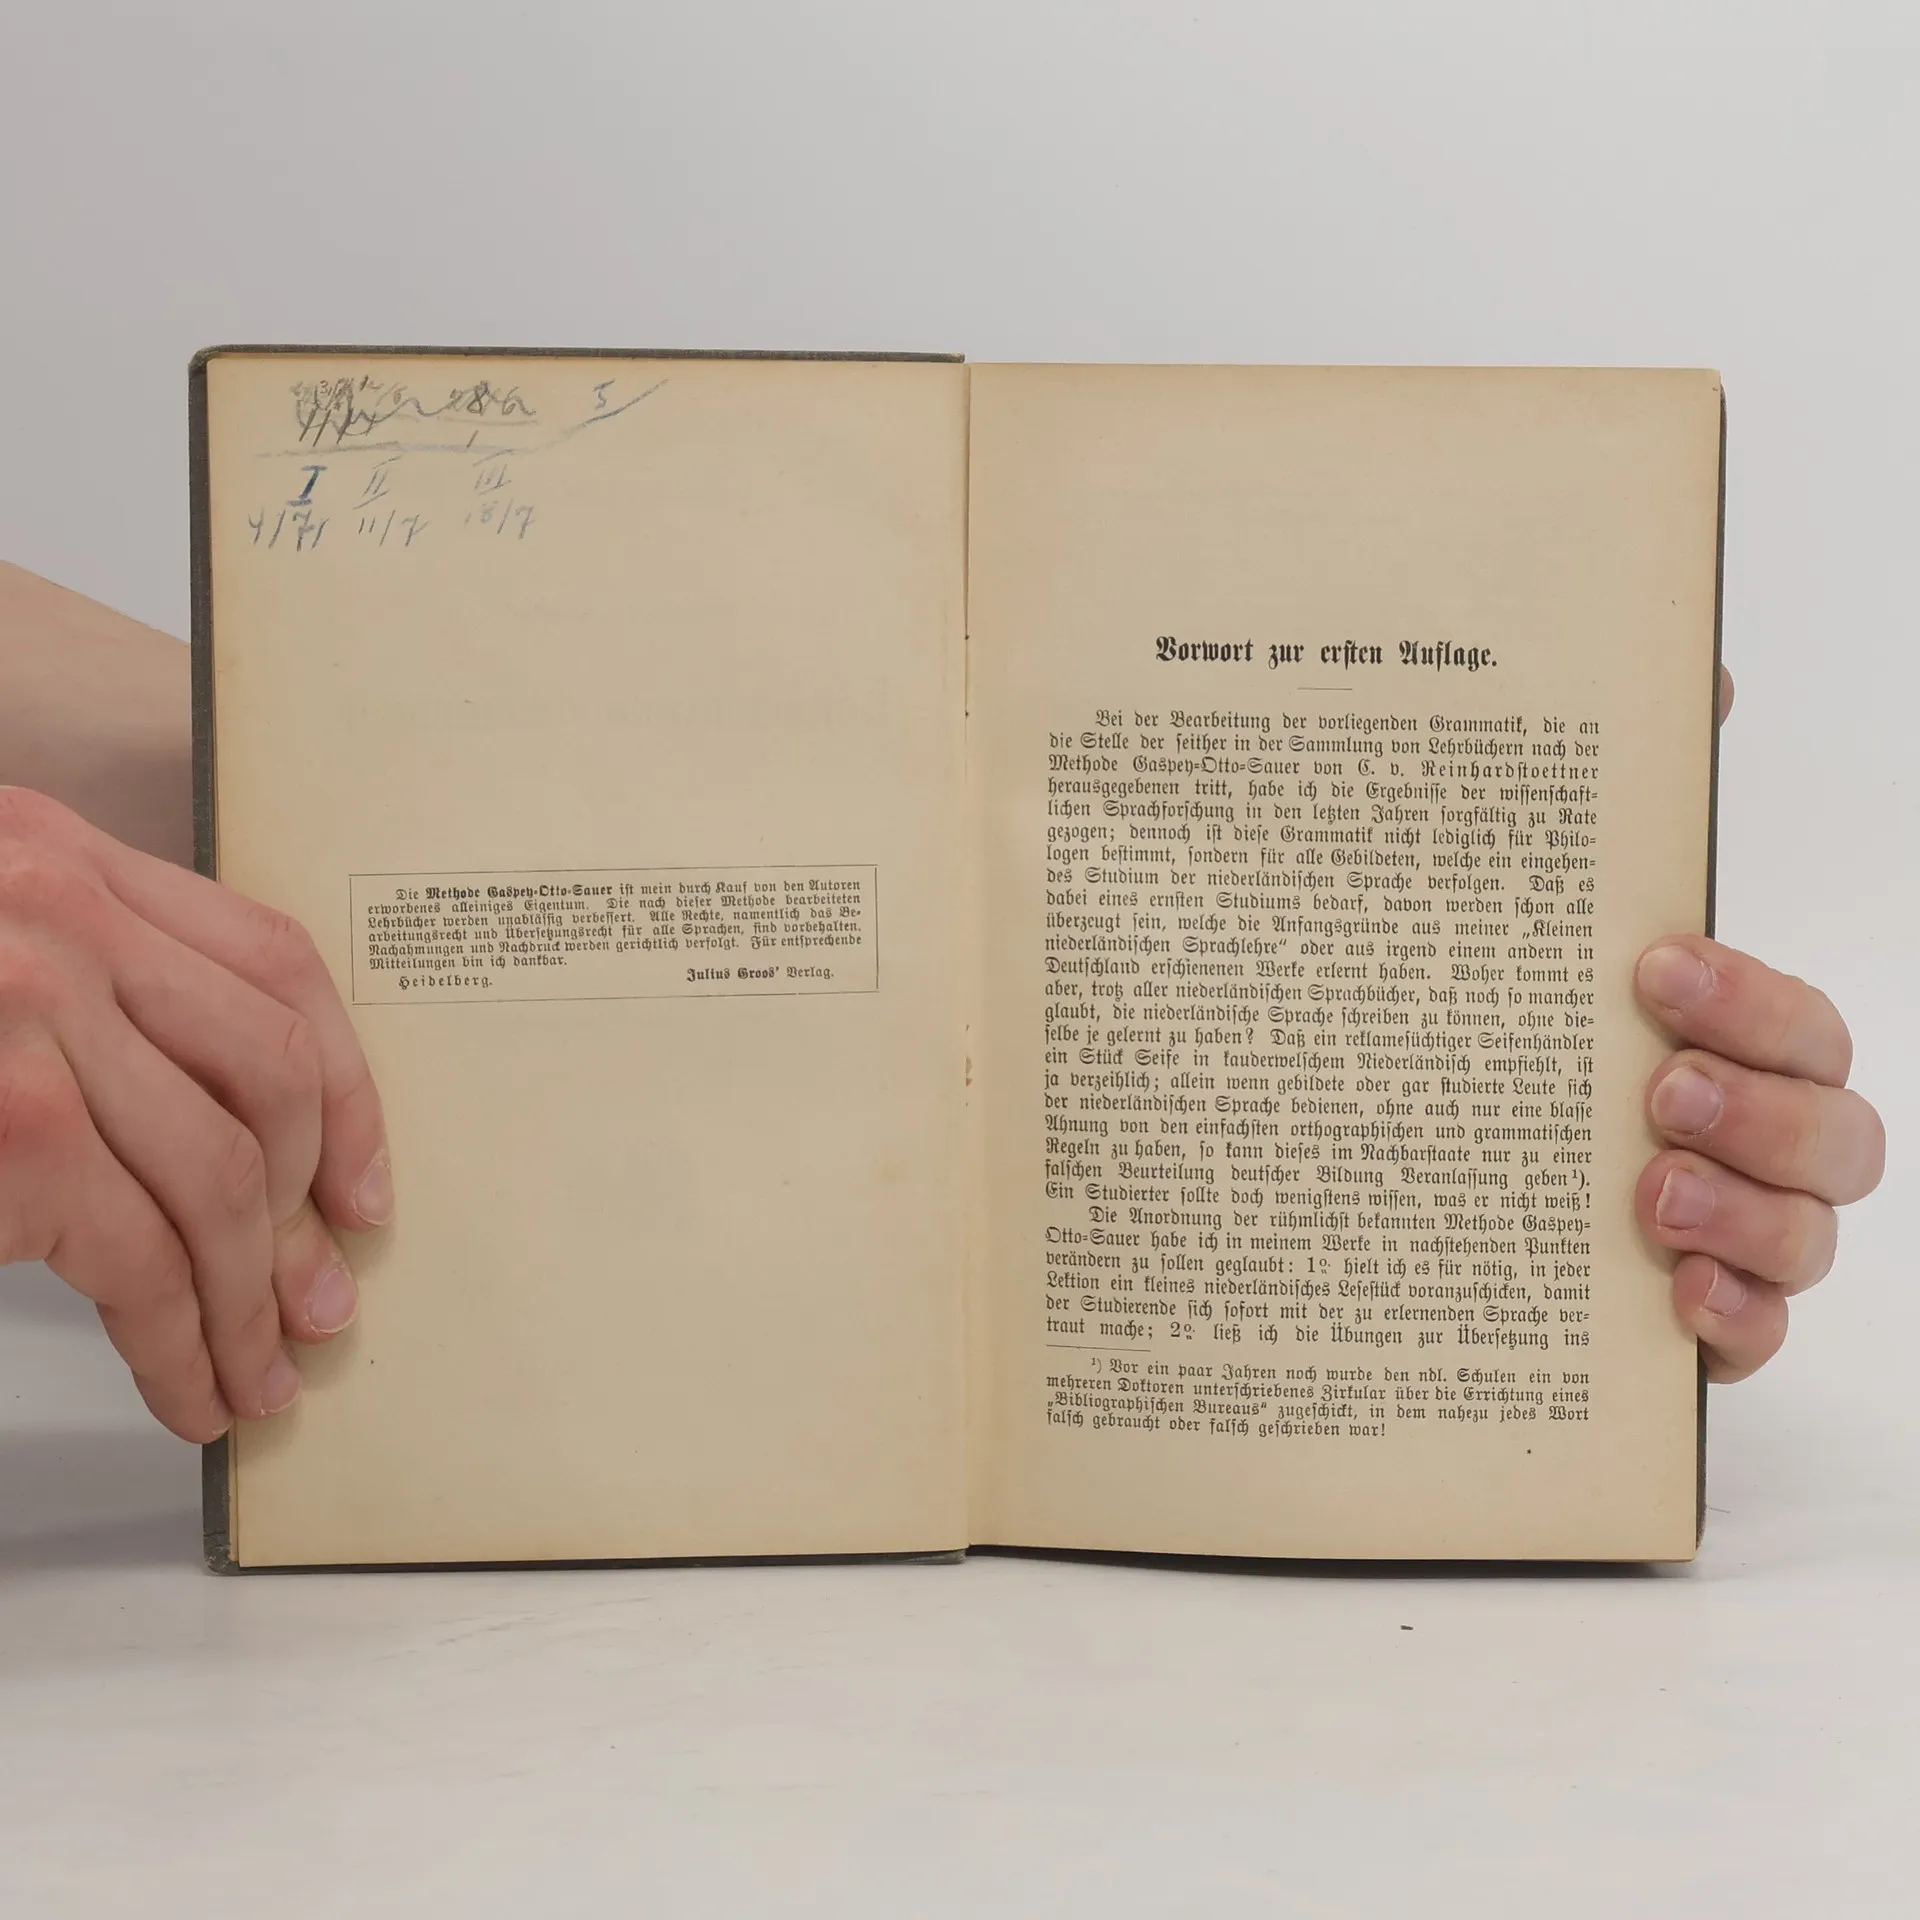 5
I II III
4/7 11/7 18/7
Die Methode Gaspey-Otto-Sauer ist mein durch Kauf von den Autoren
erworbenes alleiniges Eigentum. Die nach dieser Methode bearbeiteten
Lehrbücher werden unablässig verbessert. Alle Rechte, namentlich das Be-
arbeitungsrecht und Übersetzungsrecht für alle Sprachen, sind vorbehalten.
Nachahmungen und Nachdruck werden gerichtlich verfolgt. Für entsprechende
Mitteilungen bin ich dankbar.
Heidelberg. Julius Groos' Verlag.
Vorwort zur ersten Auflage.
Bei der Bearbeitung der vorliegenden Grammatik, die an
die Stelle der seither in der Sammlung von Lehrbüchern nach der
Methode Gaspey-Otto-Sauer von C. v. Reinhardstoettner
herausgegebenen tritt, habe ich die Ergebnisse der wissenschaft-
lichen Sprachforschung in den letzten Jahren sorgfältig zu Rate
gezogen; dennoch ist diese Grammatik nicht lediglich für Philo-
logen bestimmt, sondern für alle Gebildeten, welche ein eingehen-
des Studium der niederländischen Sprache verfolgen. Daß es
dabei eines ernsten Studiums bedarf, davon werden schon alle
überzeugt sein, welche die Anfangsgründe aus meiner „Kleinen
niederländischen Sprachlehre“ oder aus irgend einem andern in
Deutschland erschienenen Werke erlernt haben. Woher kommt es
aber, trotz aller niederländischen Sprachbücher, daß noch so mancher
glaubt, die niederländische Sprache schreiben zu können, ohne die-
selbe je gelernt zu haben? Daß ein reklamesüchtiger Seifenhändler
ein Stück Seife in kauderwelschem Niederländisch empfiehlt, ist
ja verzeihlich; allein wenn gebildete oder gar studierte Leute sich
der niederländischen Sprache bedienen, ohne auch nur eine blasse
Ahnung von den einfachsten orthographischen und grammatischen
Regeln zu haben, so kann dieses im Nachbarstaate nur zu einer
falschen Beurteilung deutscher Bildung Veranlassung geben¹).
Ein Studierter sollte doch wenigstens wissen, was er nicht weiß!
Die Anordnung der rühmlichst bekannten Methode Gaspey-
Otto-Sauer habe ich in meinem Werke in nachstehenden Punkten
verändern zu sollen geglaubt: 1º. hielt ich es für nötig, in jeder
Lektion ein kleines niederländisches Lesestück voranzuschicken, damit
der Studierende sich sofort mit der zu erlernenden Sprache ver-
traut mache; 2º. ließ ich die Übungen zur Übersetzung ins
¹) Vor ein paar Jahren noch wurde den ndl. Schulen ein von
mehreren Doktoren unterschriebenes Zirkular über die Errichtung eines
„Bibliographischen Bureaus“ zugeschickt, in dem nahezu jedes Wort
falsch gebraucht oder falsch geschrieben war!